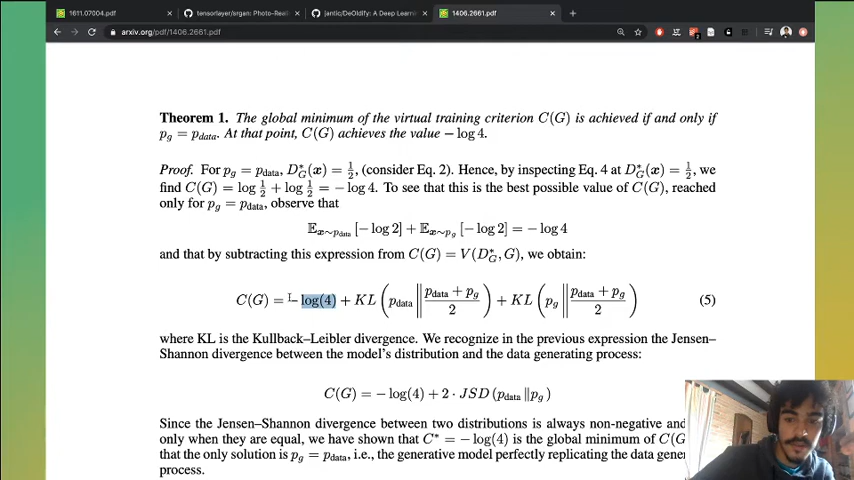 1611.07004.pdf
tensorlayer/srgan: Photo-Real
jantic/DeOldify: A Deep Learn
1406.2661.pdf
arxiv.org/pdf/1406.2661.pdf
Theorem 1. The global minimum of the virtual training criterion C(G) is achieved if and only if
p_g = p_data. At that point, C(G) achieves the value − log 4.
Proof. For p_g = p_data, D*_G(x) = 1/2, (consider Eq. 2). Hence, by inspecting Eq. 4 at D*_G(x) = 1/2, we
find C(G) = log 1/2 + log 1/2 = − log 4. To see that this is the best possible value of C(G), reached
only for p_g = p_data, observe that
𝔼_x∼p_data [− log 2] + 𝔼_x∼p_g [− log 2] = − log 4
and that by subtracting this expression from C(G) = V(D*_G, G), we obtain:
C(G) = − log(4) + KL (p_data ‖ (p_data + p_g)/2) + KL (p_g ‖ (p_data + p_g)/2) (5)
where KL is the Kullback–Leibler divergence. We recognize in the previous expression the Jensen–
Shannon divergence between the model's distribution and the data generating process:
C(G) = − log(4) + 2 · JSD (p_data ‖p_g )
Since the Jensen–Shannon divergence between two distributions is always non-negative and
only when they are equal, we have shown that C* = − log(4) is the global minimum of C(G
that the only solution is p_g = p_data, i.e., the generative model perfectly replicating the data gene
process.